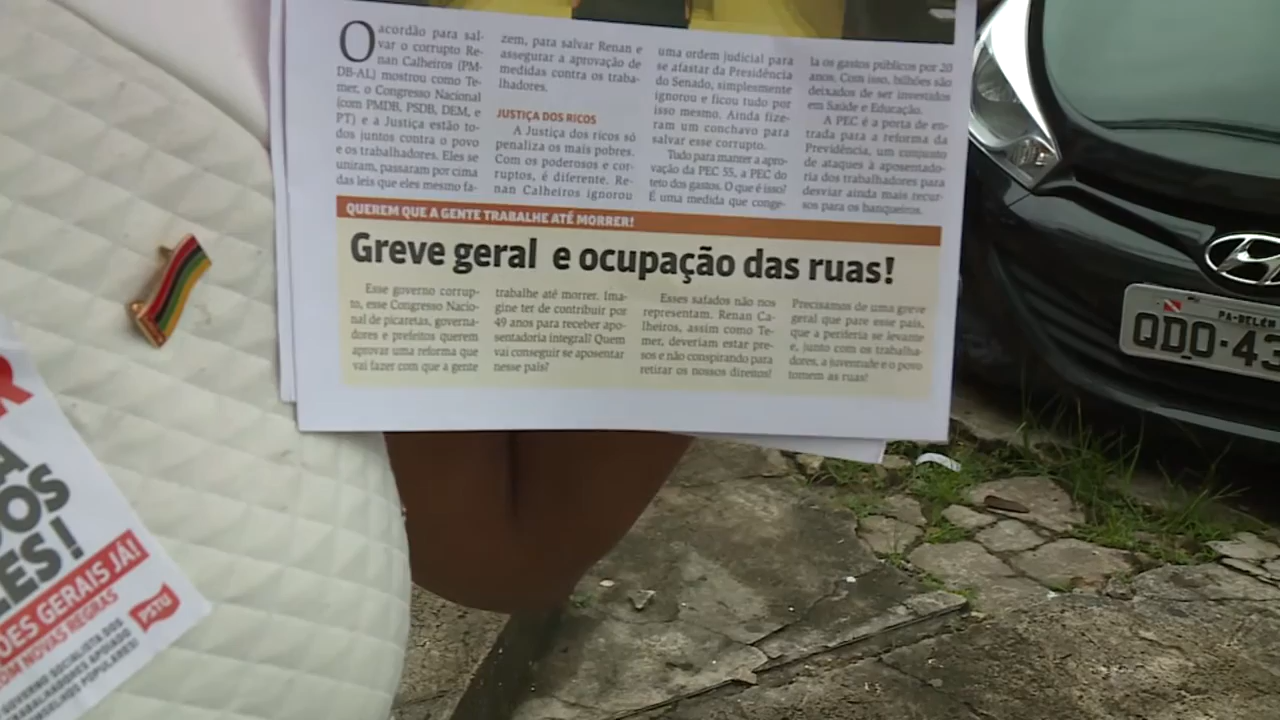 O acordão para sal-
var o corrupto Re-
nan Calheiros (PM-
DB-AL) mostrou como Te-
mer, o Congresso Nacional
(com PMDB, PSDB, DEM, e
PT) e a Justiça estão to-
dos juntos contra o povo
e os trabalhadores. Eles se
uniram, passaram por cima
das leis que eles mesmo fa-
zem, para salvar Renan e
assegurar a aprovação de
medidas contra os traba-
lhadores.
JUSTIÇA DOS RICOS
A Justiça dos ricos só
penaliza os mais pobres.
Com os poderosos e cor-
ruptos, é diferente. Re-
nan Calheiros ignorou
uma ordem judicial para
se afastar da Presidência
do Senado, simplesmente
ignorou e ficou tudo por
isso mesmo. Ainda fize-
ram um conchavo para
salvar esse corrupto.
Tudo para manter a apro-
vação da PEC 55, a PEC do
teto dos gastos. O que é isso?
É uma medida que conge-
la os gastos públicos por 20
anos. Com isso, bilhões são
deixados de ser investidos
em Saúde e Educação.
A PEC é a porta de en-
trada para a reforma da
Previdência, um conjunto
de ataques à aposentado-
ria dos trabalhadores para
desviar ainda mais recur-
sos para os banqueiros.
QUEREM QUE A GENTE TRABALHE ATÉ MORRER!
Greve geral e ocupação das ruas!
Esse governo corrup-
to, esse Congresso Nacio-
nal de picaretas, governa-
dores e prefeitos querem
aprovar uma reforma que
vai fazer com que a gente
trabalhe até morrer. Ima-
gine ter de contribuir por
49 anos para receber apo-
sentadoria integral? Quem
vai conseguir se aposentar
nesse país?
Esses safados não nos
representam. Renan Ca-
lheiros, assim como Te-
mer, deveriam estar pre-
sos e não conspirando para
retirar os nossos direitos!
Precisamos de uma greve
geral que pare esse país,
que a periferia se levante
e, junto com os trabalha-
dores, a juventude e o povo
tomem as ruas!
PA-BELÉM
QDO·43
R
A
OS
ES!
ÕES GERAIS JÁ!
COM NOVAS REGRAS
PSTU
GOVERNO SOCIALISTA DOS
TRABALHADORES APOIADO
CONSELHOS POPULARES!